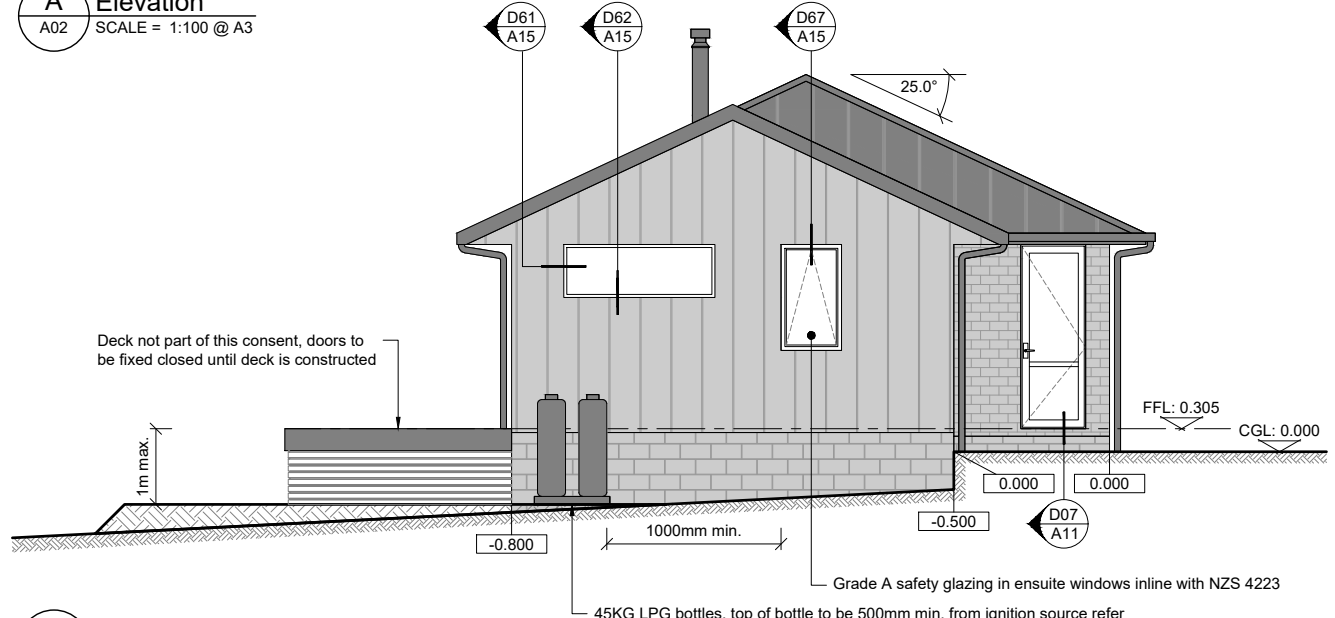 A
Elevation
A02
SCALE = 1:100 @ A3
D61
A15
D62
A15
D67
A15
25.0°
Deck not part of this consent, doors to
be fixed closed until deck is constructed
1m max.
FFL: 0.305
CGL: 0.000
0.000
0.000
-0.500
-0.800
1000mm min.
D07
A11
Grade A safety glazing in ensuite windows inline with NZS 4223
45KG LPG bottles, top of bottle to be 500mm min. from ignition source refer